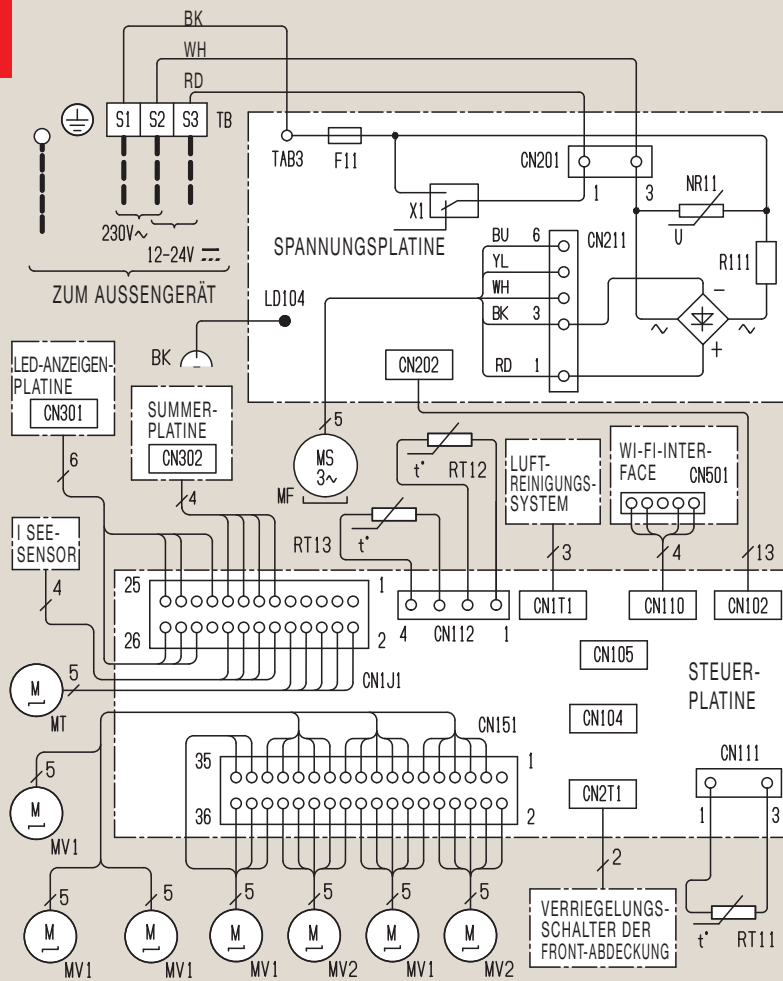 BK
WH
RD
S1 S2 S3 TB
TAB3 F11 CN201
1 3
X1
NR11
U
R111
230V~
12-24V
ZUM AUSSENGERÄT
SPANNUNGSPLATINE
BU 6 CN211
YL
WH
BK 3
RD 1
−
~ ~
+
LD104
BK
CN202
LED-ANZEIGEN-
PLATINE
CN301
6
SUMMER-
PLATINE
CN302
4
5
MS
3~
MF
t° RT12
RT13 t°
LUFT-
REINIGUNGS-
SYSTEM
3
WI-FI-INTER-
FACE CN501
4
13
I SEE-
SENSOR
4
25 1
26 2
CN1J1
4 CN112 1
CN1T1
CN110
CN102
CN105
CN104
CN2T1
STEUER-
PLATINE
CN111
1 3
5
M
MT
CN151
35 1
36 2
5
M
MV1
5 5 5 5 5 5
M M M M M M
MV1 MV1 MV1 MV2 MV1 MV2
2
VERRIEGELUNGS-
SCHALTER DER
FRONT-ABDECKUNG
t° RT11